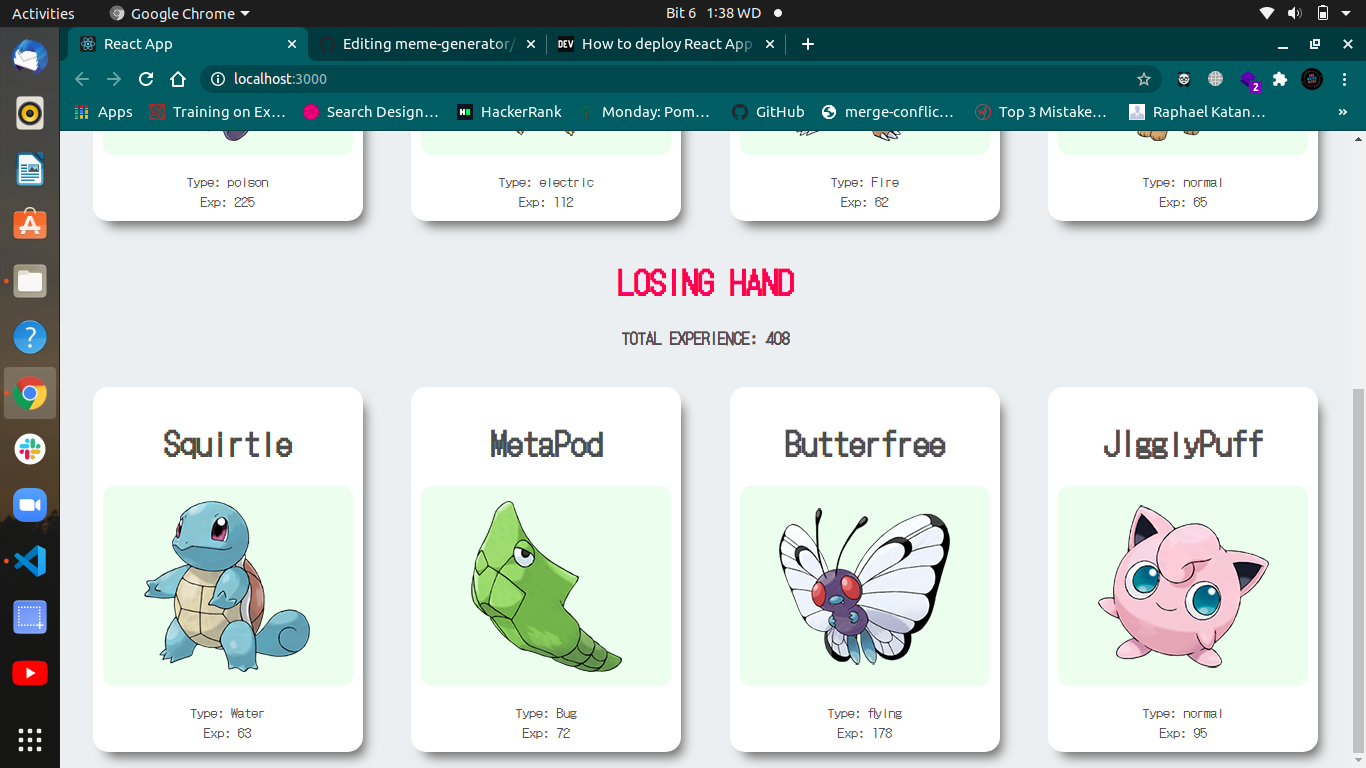 Activities
Google Chrome
Bit 6 1:38 WD
React App
Editing meme-generator/
DEV How to deploy React App
localhost:3000
2
Apps
Training on Ex…
Search Design…
HackerRank
Monday: Pom…
GitHub
merge-conflic…
Top 3 Mistake…
Raphael Katan…
»
Type: poison
Exp: 225
Type: electric
Exp: 112
Type: Fire
Exp: 62
Type: normal
Exp: 65
LOSING HAND
TOTAL EXPERIENCE: 408
Squirtle
Type: Water
Exp: 63
MetaPod
Type: Bug
Exp: 72
Butterfree
Type: flying
Exp: 178
JIgglyPuff
Type: normal
Exp: 95